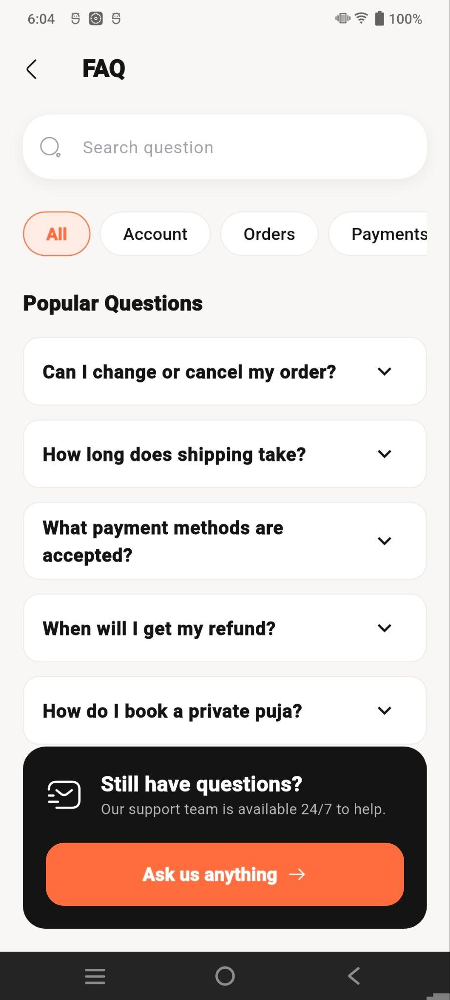 6:04
100%
FAQ
Search question
All
Account
Orders
Payments
Popular Questions
Can I change or cancel my order?
How long does shipping take?
What payment methods are
accepted?
When will I get my refund?
How do I book a private puja?
Still have questions?
Our support team is available 24/7 to help.
Ask us anything →